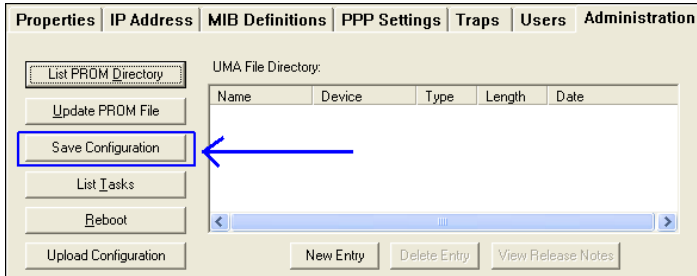 Properties IP Address MIB Definitions PPP Settings Traps Users Administration
List PROM Directory
Update PROM File
Save Configuration
List Tasks
Reboot
Upload Configuration
UMA File Directory:
Name Device Type Length Date
New Entry Delete Entry View Release Notes